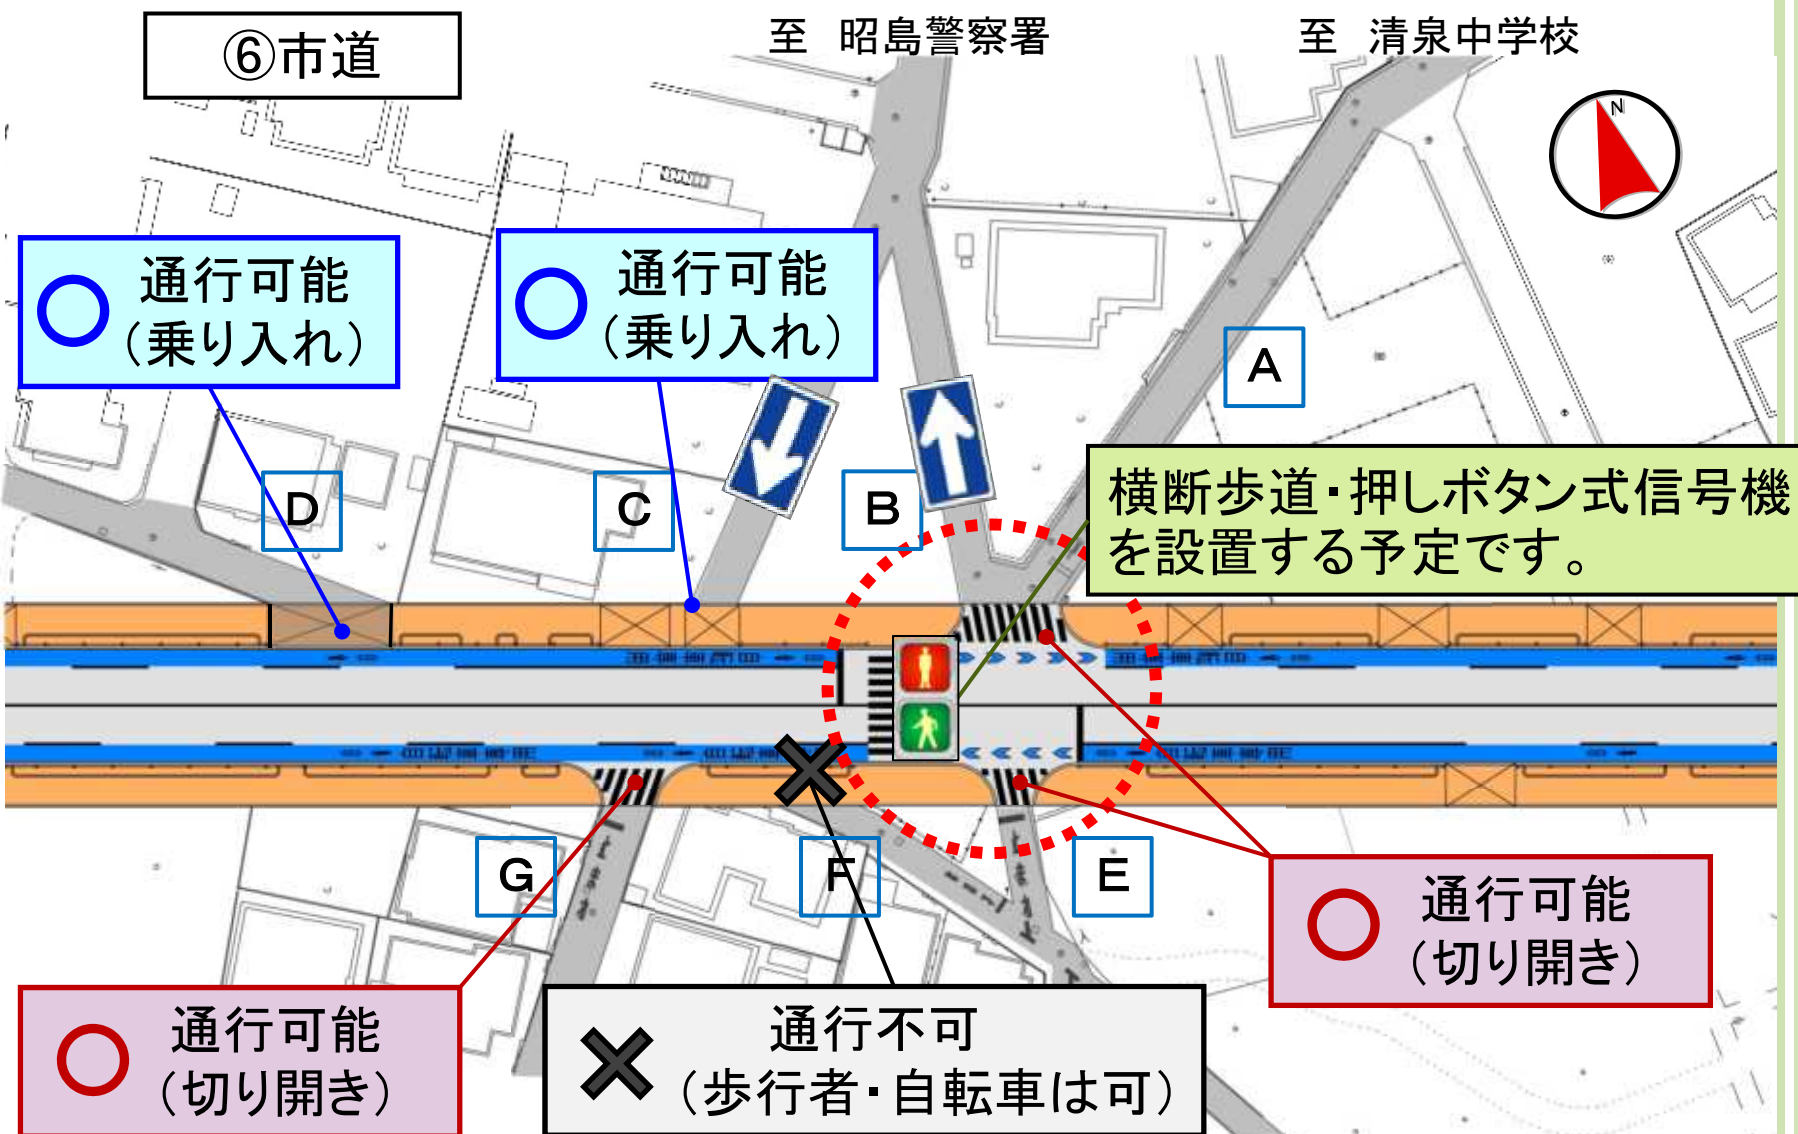 ⑥市道
至 昭島警察署
至 清泉中学校
N
通行可能
（乗り入れ）
通行可能
（乗り入れ）
A
B
C
D
横断歩道・押しボタン式信号機
を設置する予定です。
G
F
E
通行可能
（切り開き）
通行可能
（切り開き）
通行不可
（歩行者・自転車は可）